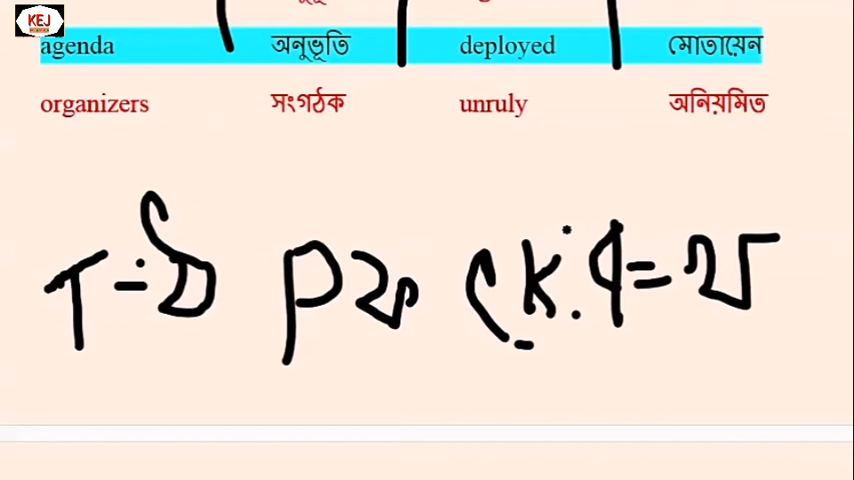 KEJ
agenda অনুভূতি deployed মোতায়েন
organizers সংগঠক unruly অনিয়মিত
T-ঠ P ফ C K. q = খ